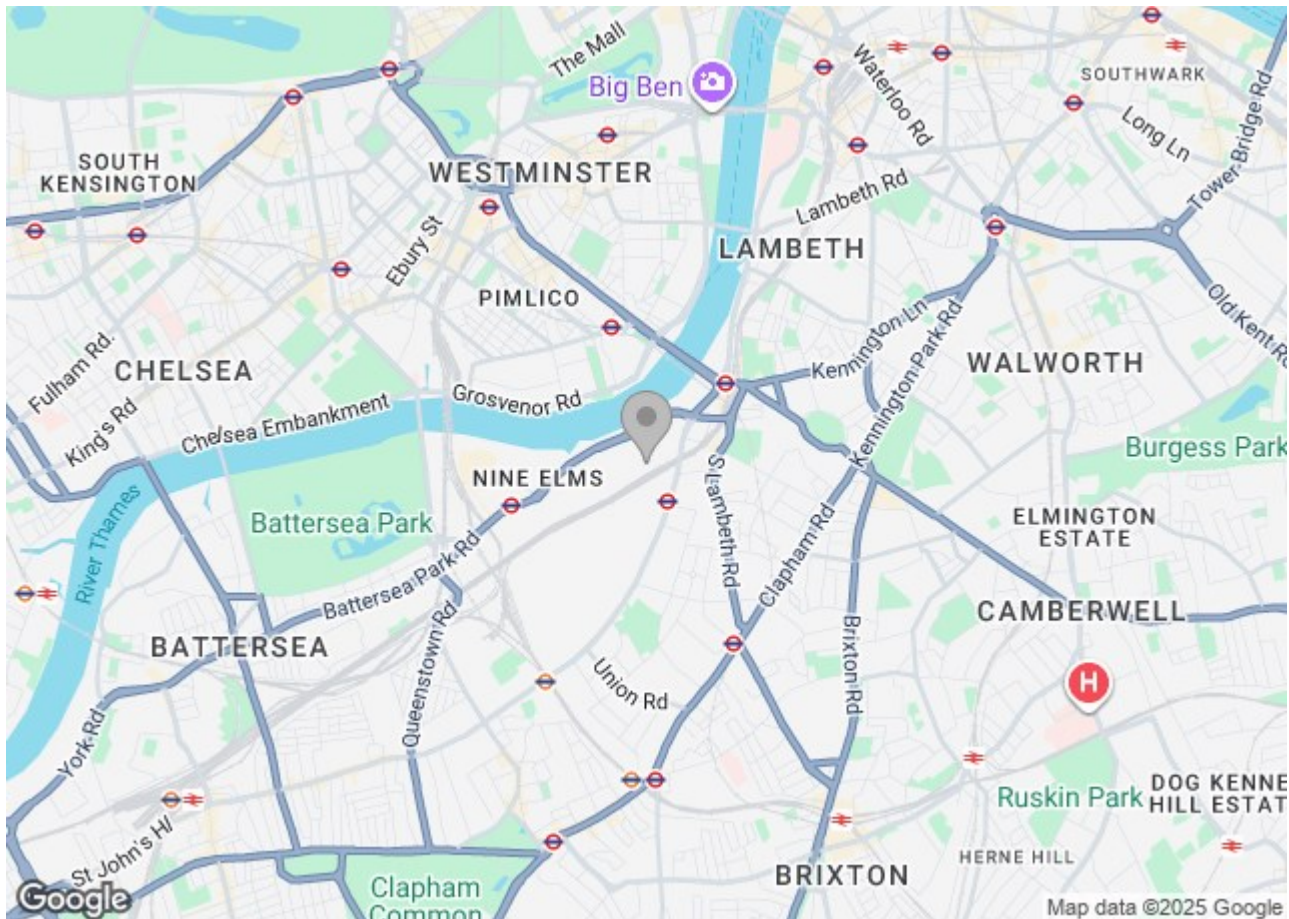 The Mall
Big Ben
Waterloo Rd
SOUTHWARK
Long Ln
Tower Bridge Rd
SOUTH
KENSINGTON
WESTMINSTER
Lambeth Rd
Ebury St
LAMBETH
PIMLICO
Old Kent Rd
Kennington Ln
Kennington Park Rd
WALWORTH
Fulham Rd.
CHELSEA
King's Rd
Chelsea Embankment
Grosvenor Rd
Burgess Park
NINE ELMS
S Lambeth Rd
Clapham Rd
Battersea Park
ELMINGTON
ESTATE
River Thames
Battersea Park Rd
CAMBERWELL
BATTERSEA
Queenstown Rd
Union Rd
Brixton Rd
H
York Rd
Ruskin Park
DOG KENNE
HILL ESTAT
St John's Hl
HERNE HILL
BRIXTON
Clapham
Common
Google
Map data ©2025 Google